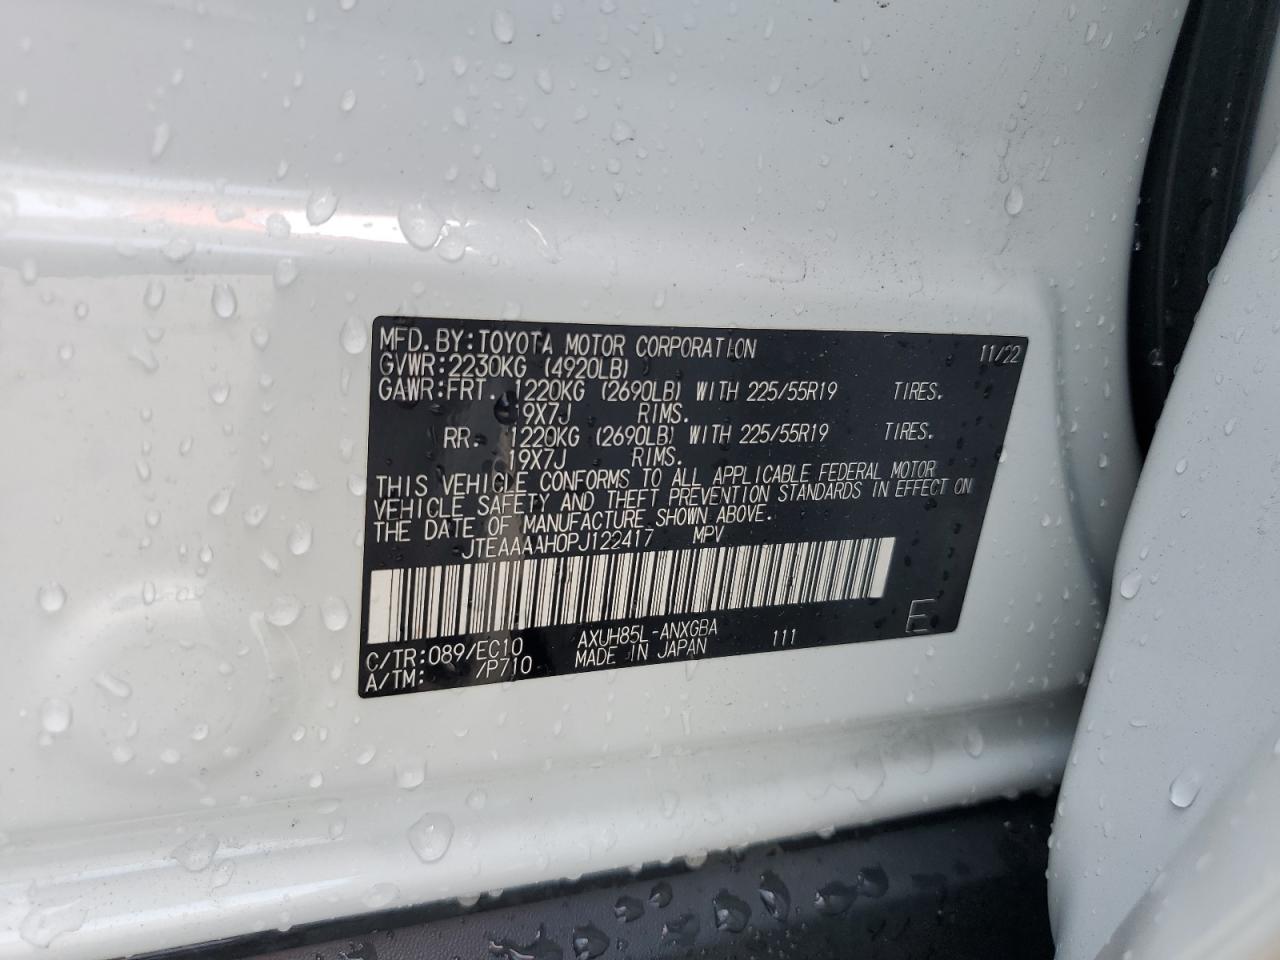 MFD. BY: TOYOTA MOTOR CORPORATION 11/22
GVWR: 2230KG (4920LB)
GAWR: FRT. 1220KG (2690LB) WITH 225/55R19 TIRES.
19X7J RIMS.
RR. 1220KG (2690LB) WITH 225/55R19 TIRES.
19X7J RIMS.
THIS VEHICLE CONFORMS TO ALL APPLICABLE FEDERAL MOTOR
VEHICLE SAFETY AND THEFT PREVENTION STANDARDS IN EFFECT ON
THE DATE OF MANUFACTURE SHOWN ABOVE.
JTEAAAAH0PJ122417 MPV
C/TR: 089/EC10 AXUH85L-ANXGBA 111 E
A/TM: /P710 MADE IN JAPAN